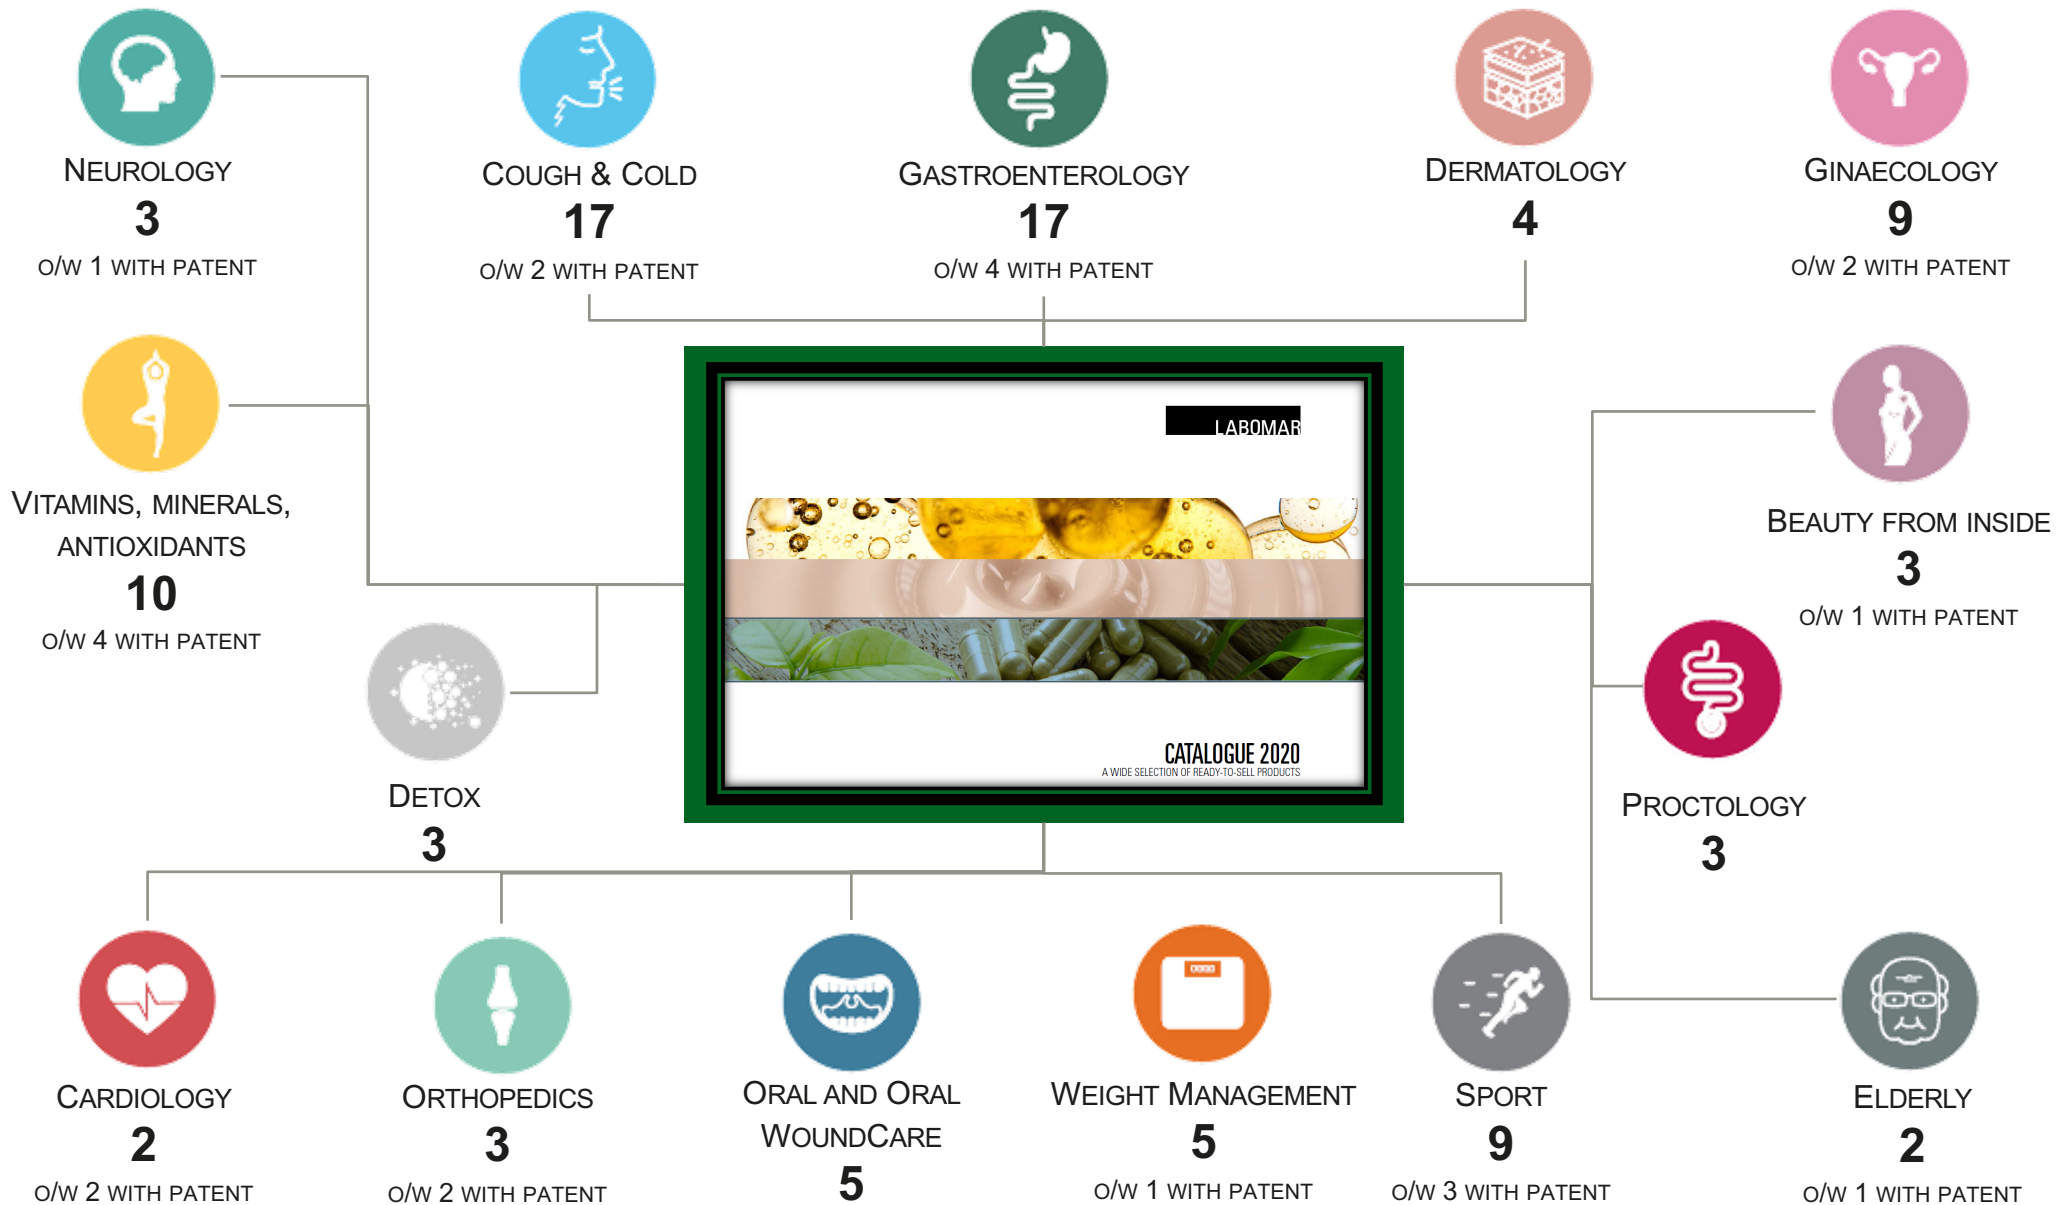 NEUROLOGY
3
O/W 1 WITH PATENT
COUGH & COLD
17
O/W 2 WITH PATENT
GASTROENTEROLOGY
17
O/W 4 WITH PATENT
DERMATOLOGY
4
GINAECOLOGY
9
O/W 2 WITH PATENT
VITAMINS, MINERALS,
ANTIOXIDANTS
10
O/W 4 WITH PATENT
LABOMAR
CATALOGUE 2020
A WIDE SELECTION OF READY-TO-SELL PRODUCTS
BEAUTY FROM INSIDE
3
O/W 1 WITH PATENT
DETOX
3
PROCTOLOGY
3
CARDIOLOGY
2
O/W 2 WITH PATENT
ORTHOPEDICS
3
O/W 2 WITH PATENT
ORAL AND ORAL
WOUNDCARE
5
WEIGHT MANAGEMENT
5
O/W 1 WITH PATENT
SPORT
9
O/W 3 WITH PATENT
ELDERLY
2
O/W 1 WITH PATENT